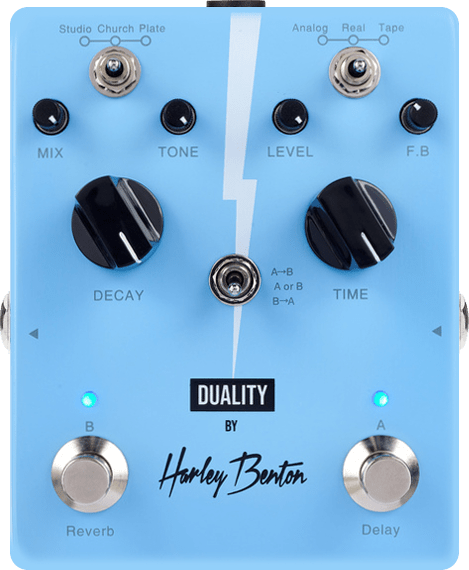 Studio Church Plate
Analog Real Tape
MIX
TONE
LEVEL
F.B
DECAY
TIME
A→B
A or B
B→A
DUALITY
BY
Harley Benton
B
A
Reverb
Delay